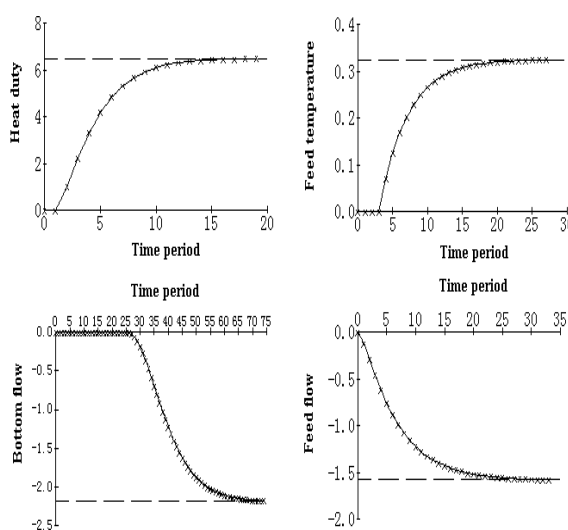 8
6
4
2
0
Heat duty
0 5 10 15 20
Time period
0.4
0.3
0.2
0.1
0.0
Feed temperature
0 5 10 15 20 25 30
Time period
Time period
0 5 10 15 20 25 30 35 40 45 50 55 60 65 70 75
0.0
-0.5
-1.0
-1.5
-2.0
-2.5
Bottom flow
Time period
0 5 10 15 20 25 30 35
0.0
-0.5
-1.0
-1.5
-2.0
Feed flow